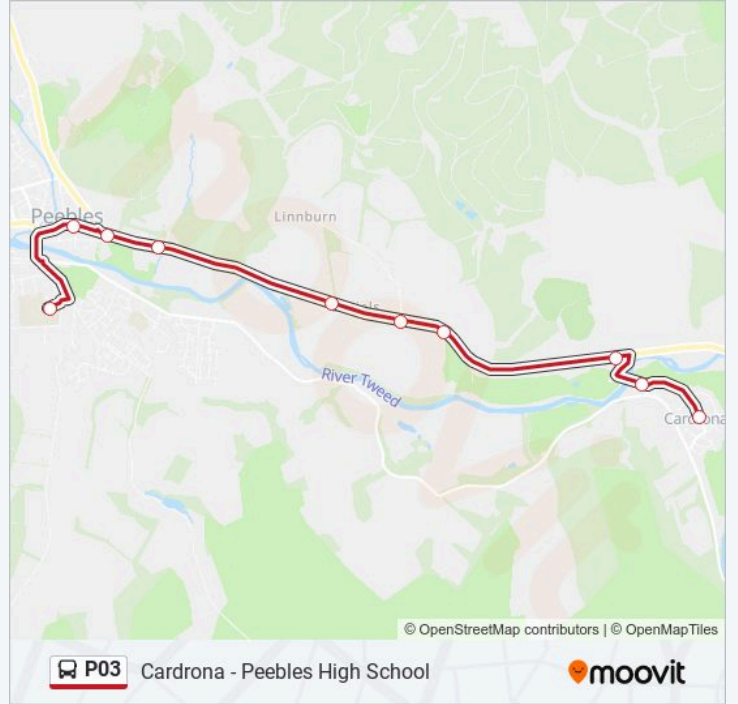 Peebles
Linnburn
River Tweed
Cardrona
© OpenStreetMap contributors | © OpenMapTiles
P03 Cardrona - Peebles High School
moovit